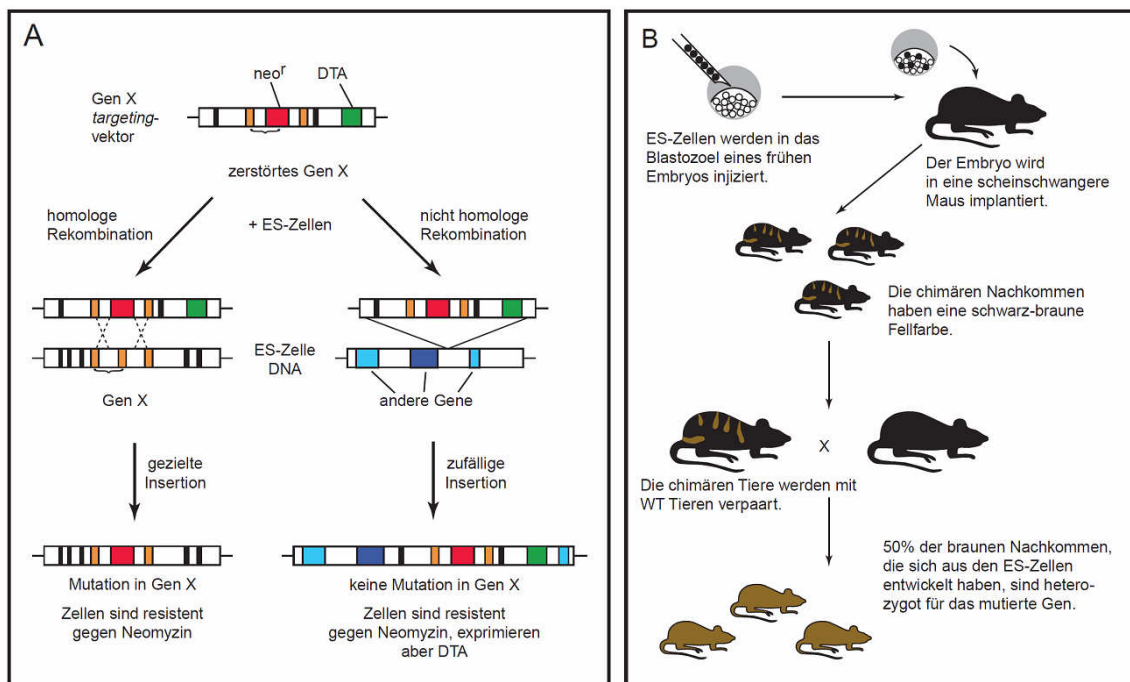 A
neoʳ
DTA
Gen X
targeting-
vektor
zerstörtes Gen X
homologe
Rekombination
+ ES-Zellen
nicht homologe
Rekombination
ES-Zelle
DNA
Gen X
andere Gene
gezielte
Insertion
zufällige
Insertion
Mutation in Gen X
keine Mutation in Gen X
Zellen sind resistent
gegen Neomyzin
Zellen sind resistent
gegen Neomyzin, exprimieren
aber DTA
B
ES-Zellen werden in das
Blastozoel eines frühen
Embryos injiziert.
Der Embryo wird
in eine scheinschwangere
Maus implantiert.
Die chimären Nachkommen
haben eine schwarz-braune
Fellfarbe.
X
Die chimären Tiere werden mit
WT Tieren verpaart.
50% der braunen Nachkommen,
die sich aus den ES-Zellen
entwickelt haben, sind hetero-
zygot für das mutierte Gen.